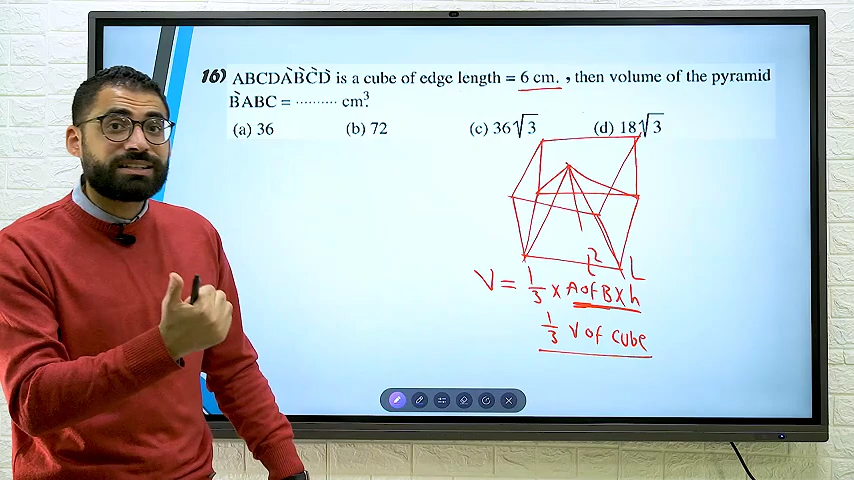 16) ABCDÀB̀C̀D̀ is a cube of edge length = 6 cm. , then volume of the pyramid
B̀ABC = ·········· cm³.
(a) 36 (b) 72 (c) 36√3 (d) 18√3
L² L
V = 1/3 × A of B × h
1/3 V of cube